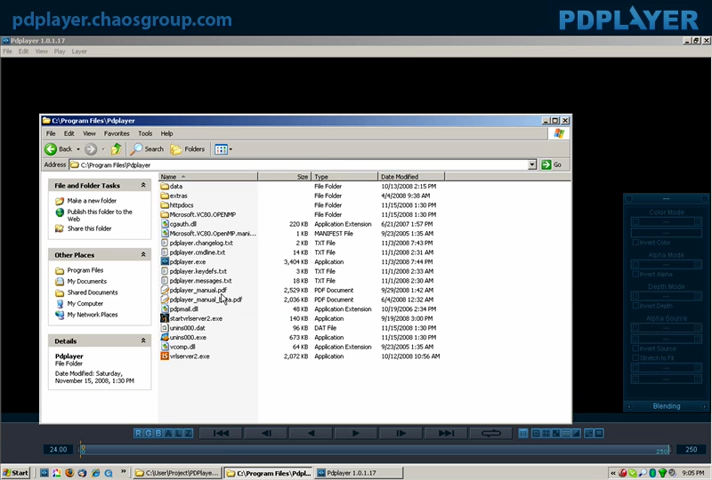 pdplayer.chaosgroup.com
PDPLAYER
Pdplayer 1.0.1.17
File Edit View Play Layer
C:\Program Files\Pdplayer
File Edit View Favorites Tools Help
Back Search Folders
Address C:\Program Files\Pdplayer Go
File and Folder Tasks
Make a new folder
Publish this folder to the
Web
Share this folder
Other Places
Program Files
My Documents
Shared Documents
My Computer
My Network Places
Details
Pdplayer
File Folder
Date Modified: Saturday,
November 15, 2008, 1:30 PM
Name Size Type Date Modified
data File Folder 10/13/2008 2:15 PM
extras File Folder 4/4/2008 9:38 AM
httpdocs File Folder 11/15/2008 1:30 PM
Microsoft.VC80.OPENMP File Folder 11/15/2008 1:30 PM
cgauth.dll 220 KB Application Extension 6/21/2007 1:57 PM
Microsoft.VC80.OPENMP.mani... 1 KB MANIFEST File 9/23/2005 1:35 AM
pdplayer.changelog.txt 2 KB TXT File 11/3/2008 7:43 PM
pdplayer.cmdline.txt 13 KB TXT File 11/1/2008 2:23 AM
pdplayer.exe 3,404 KB Application 11/3/2008 7:44 PM
pdplayer.keydefs.txt 14 KB TXT File 11/1/2008 2:33 AM
pdplayer.messages.txt 18 KB TXT File 11/1/2008 2:30 AM
pdplayer_manual.pdf 2,529 KB PDF Document 9/29/2008 1:42 AM
2,036 KB PDF Document 6/4/2008 12:32 AM
pdpmail.dll 48 KB Application Extension 10/19/2006 2:34 PM
startvrlserver2.exe 140 KB Application 9/19/2008 3:00 PM
unins000.dat 96 KB DAT File 11/15/2008 1:30 PM
unins000.exe 673 KB Application 11/15/2008 1:30 PM
vcomp.dll 64 KB Application Extension 9/23/2005 1:35 AM
vrlserver2.exe 2,072 KB Application 10/12/2008 10:56 AM
Color Mode
Invert Color
Alpha Mode
Invert Alpha
Depth Mode
Invert Depth
Alpha Source
Invert Source
Stretch to Fit
Blending
R G B A L Z
24.00 250 250
Start C:\User\Project\PDPlaye... C:\Program Files\Pdpl... Pdplayer 1.0.1.17 9:05 PM